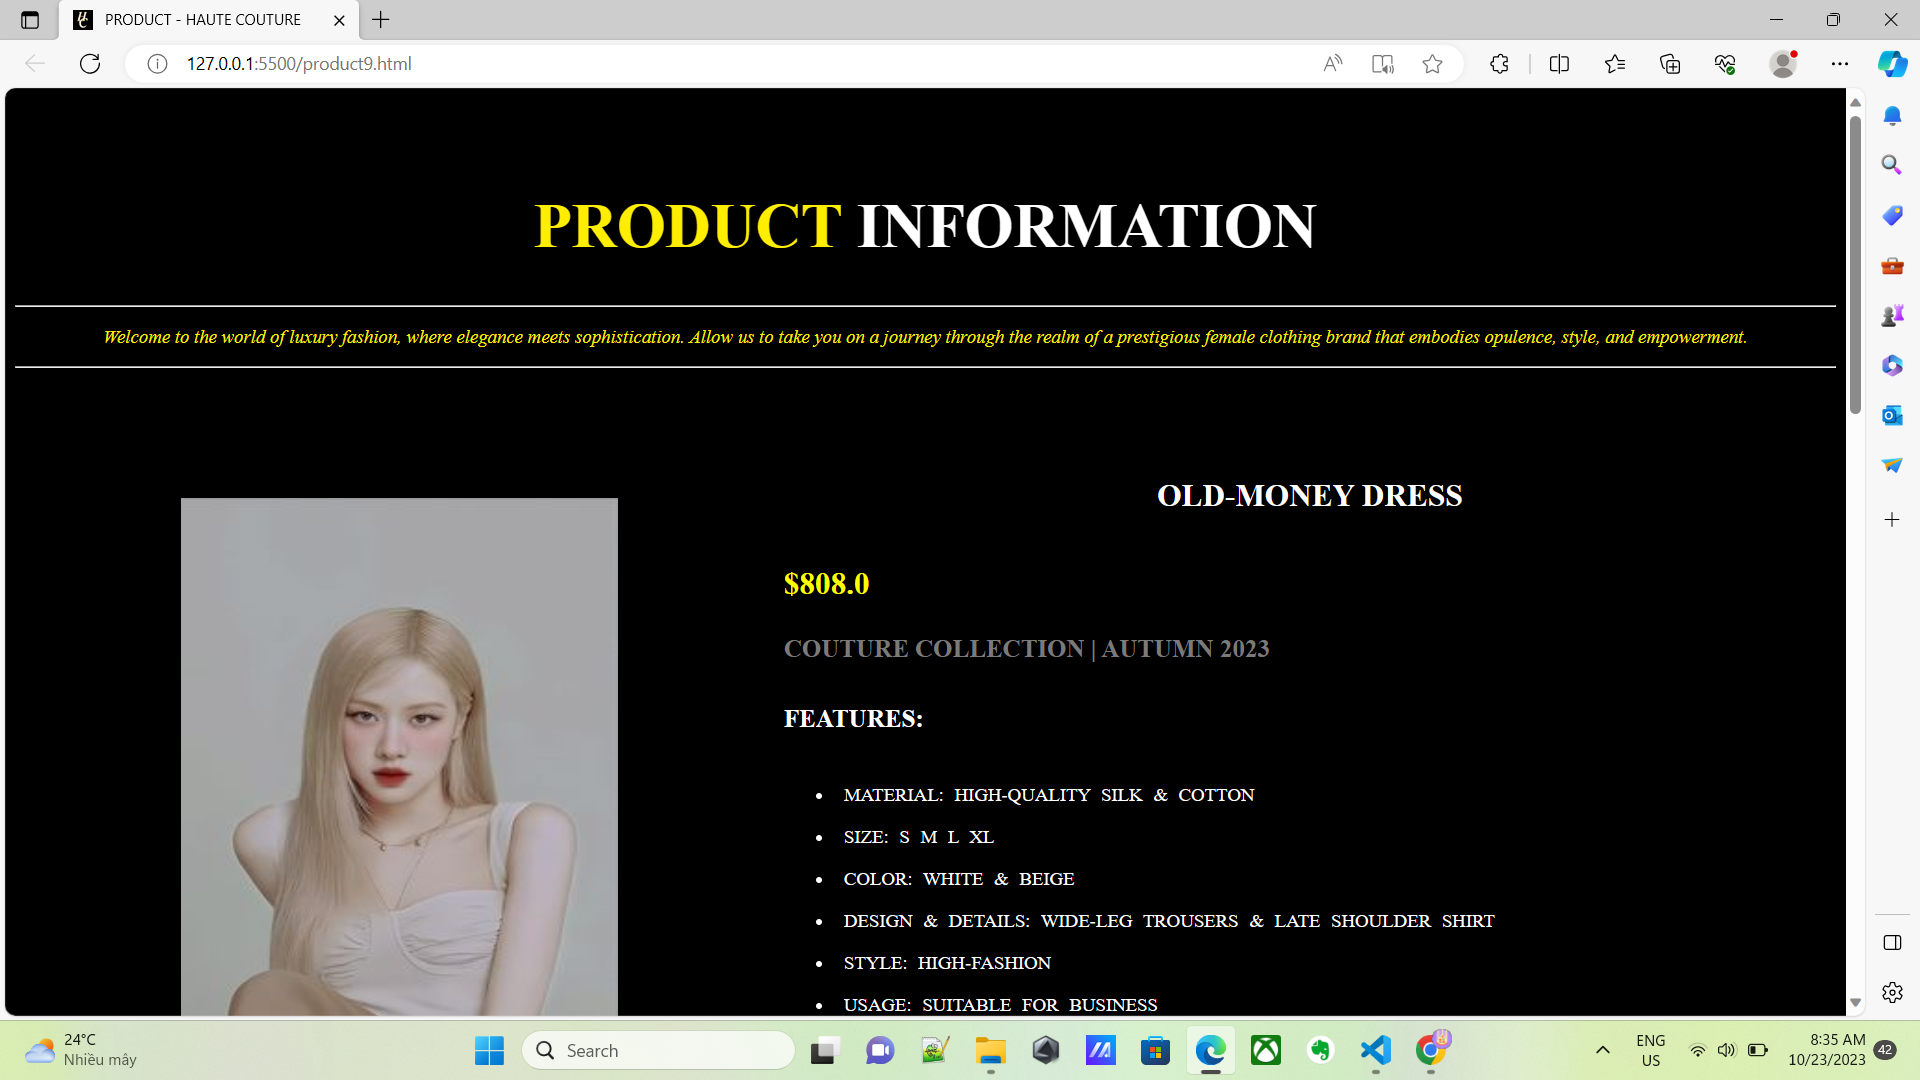 PRODUCT - HAUTE COUTURE
127.0.0.1:5500/product9.html
PRODUCT INFORMATION
Welcome to the world of luxury fashion, where elegance meets sophistication. Allow us to take you on a journey through the realm of a prestigious female clothing brand that embodies opulence, style, and empowerment.
OLD-MONEY DRESS
$808.0
COUTURE COLLECTION | AUTUMN 2023
FEATURES:
• MATERIAL: HIGH-QUALITY SILK & COTTON
• SIZE: S M L XL
• COLOR: WHITE & BEIGE
• DESIGN & DETAILS: WIDE-LEG TROUSERS & LATE SHOULDER SHIRT
• STYLE: HIGH-FASHION
• USAGE: SUITABLE FOR BUSINESS
24°C
Nhiều mây
Search
ENG
US
8:35 AM
10/23/2023
42